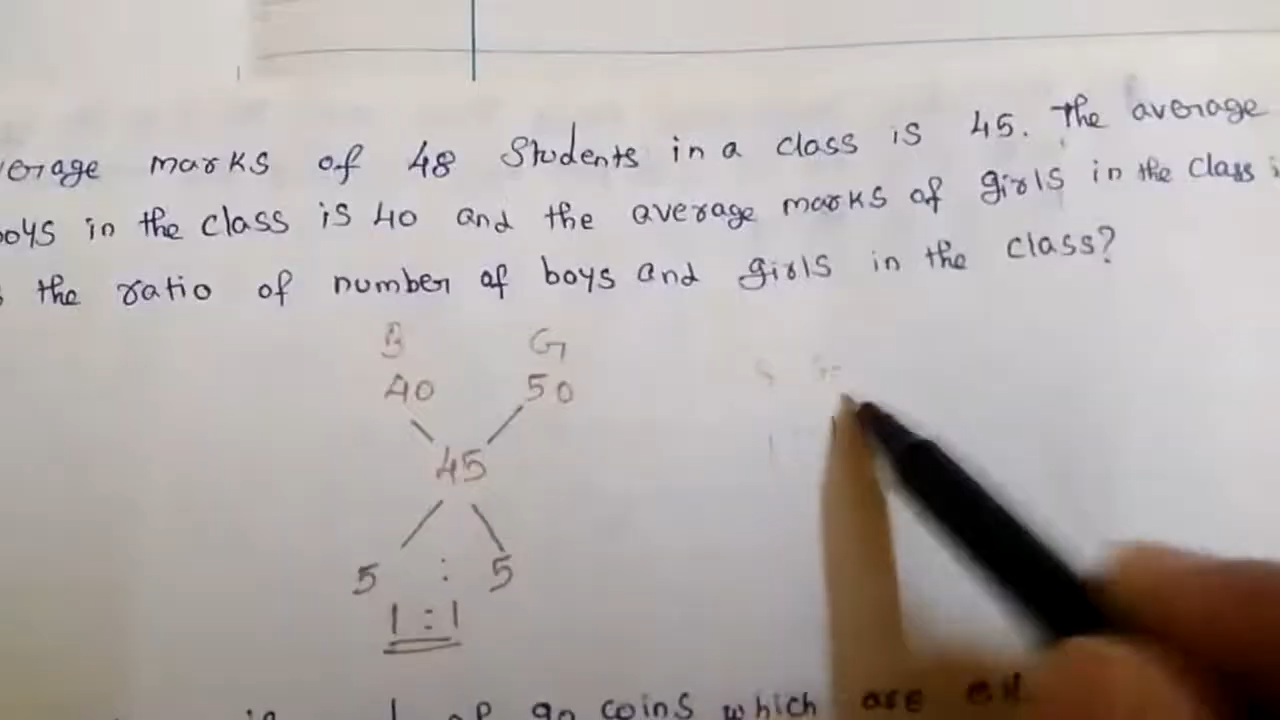 marks of 48 Students in a class is 45. The average
in the class is 40 and the average marks of girls in the class
the ratio of number of boys and girls in the class?
B G
40 50
45
5 : 5
1 : 1
coins which are